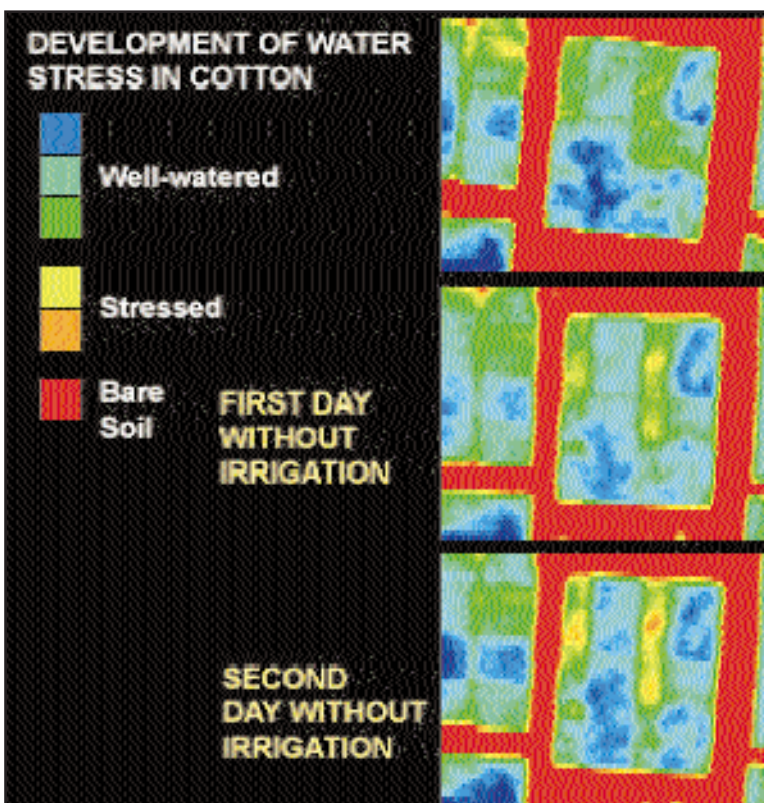 DEVELOPMENT OF WATER
STRESS IN COTTON
Well-watered
Stressed
Bare
Soil
FIRST DAY
WITHOUT
IRRIGATION
SECOND
DAY WITHOUT
IRRIGATION